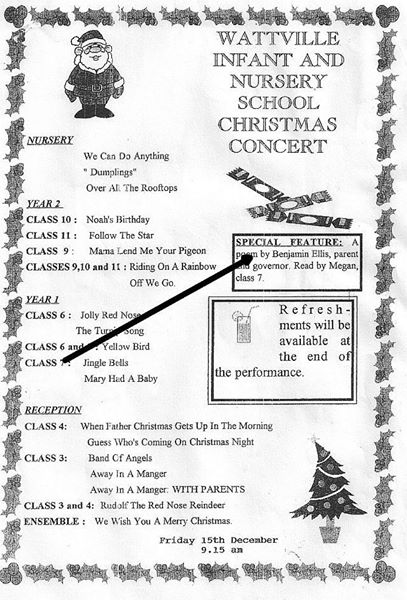 WATTVILLE
INFANT AND
NURSERY
SCHOOL
CHRISTMAS
CONCERT
NURSERY
We Can Do Anything
" Dumplings"
Over All The Rooftops
YEAR 2
CLASS 10 : Noah's Birthday
CLASS 11 : Follow The Star
CLASS 9 : Mama Lend Me Your Pigeon
CLASSES 9,10 and 11 : Riding On A Rainbow
Off We Go.
SPECIAL FEATURE: A
poem by Benjamin Ellis, parent
and governor. Read by Megan,
class 7.
YEAR 1
CLASS 6 : Jolly Red Nose
The Song
CLASS 6 and : Yellow Bird
CLASS 7 : Jingle Bells
Mary Had A Baby
Refresh-
ments will be
available at
the end of
the performance.
RECEPTION
CLASS 4: When Father Christmas Gets Up In The Morning
Guess Who's Coming On Christmas Night
CLASS 3: Band Of Angels
Away In A Manger
Away In A Manger: WITH PARENTS
CLASS 3 and 4: Rudolf The Red Nose Reindeer
ENSEMBLE : We Wish You A Merry Christmas.
Friday 15th December
9.15 am